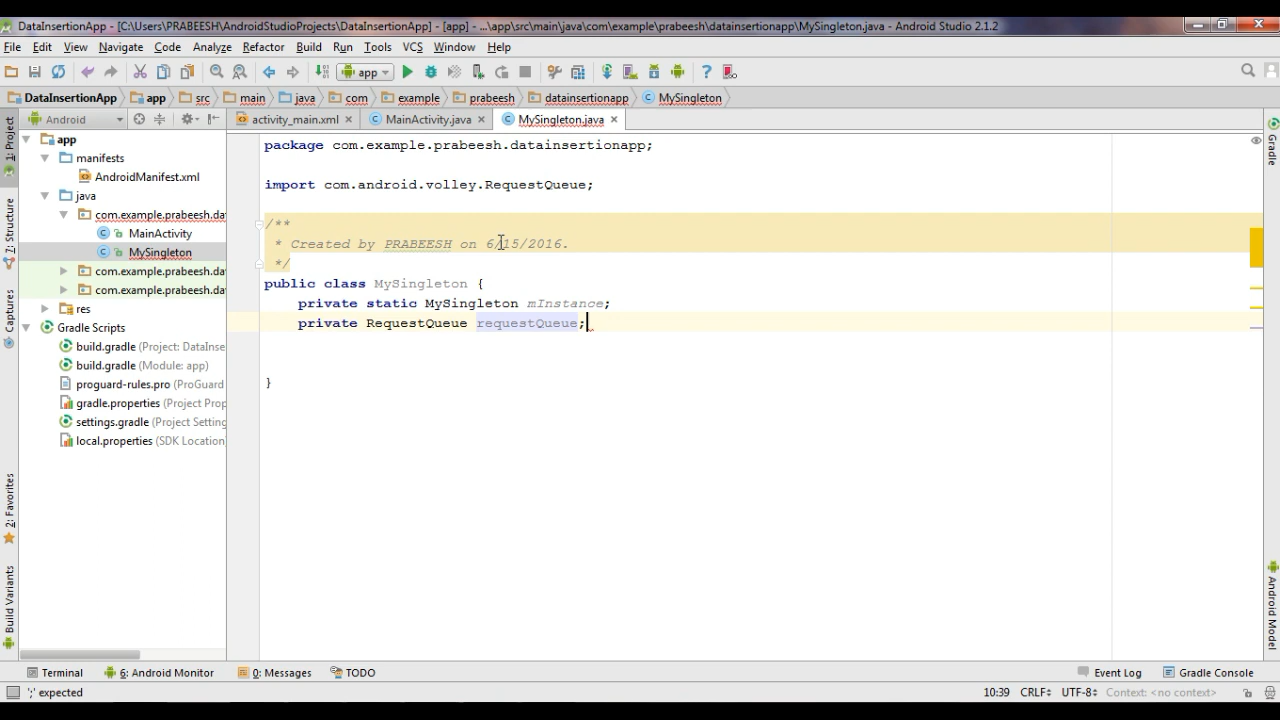 DataInsertionApp - [C:\Users\PRABEESH\AndroidStudioProjects\DataInsertionApp] - [app] - ...\app\src\main\java\com\example\prabeesh\datainsertionapp\MySingleton.java - Android Studio 2.1.2
File Edit View Navigate Code Analyze Refactor Build Run Tools VCS Window Help
app
DataInsertionApp app src main java com example prabeesh datainsertionapp MySingleton
Android activity_main.xml MainActivity.java MySingleton.java
1: Project
7: Structure
Captures
2: Favorites
Build Variants
app
manifests
AndroidManifest.xml
java
com.example.prabeesh.da
MainActivity
MySingleton
com.example.prabeesh.da
com.example.prabeesh.da
res
Gradle Scripts
build.gradle (Project: DataInse
build.gradle (Module: app)
proguard-rules.pro (ProGuard
gradle.properties (Project Prop
settings.gradle (Project Setting
local.properties (SDK Location)
package com.example.prabeesh.datainsertionapp;
import com.android.volley.RequestQueue;
/**
* Created by PRABEESH on 6/15/2016.
*/
public class MySingleton {
private static MySingleton mInstance;
private RequestQueue requestQueue;
}
Gradle
Android Model
Terminal 6: Android Monitor 0: Messages TODO Event Log Gradle Console
';' expected 10:39 CRLF UTF-8 Context: <no context>